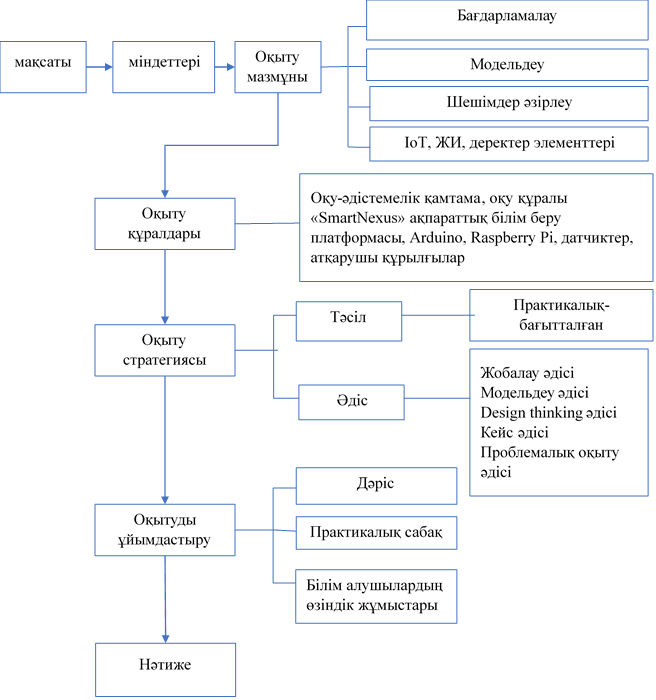 мақсаты
міндеттері
Оқыту
мазмұны
Бағдарламалау
Модельдеу
Шешімдер әзірлеу
IoT, ЖИ, деректер элементтері
Оқыту
құралдары
Оқу-әдістемелік қамтама, оқу құралы
«SmartNexus» ақпараттық білім беру
платформасы, Arduino, Raspberry Pi, датчиктер,
атқарушы құрылғылар
Оқыту
стратегиясы
Тәсіл
Практикалық-
бағытталған
Әдіс
Жобалау әдісі
Модельдеу әдісі
Design thinking әдісі
Кейс әдісі
Проблемалық оқыту
әдісі
Оқытуды
ұйымдастыру
Дәріс
Практикалық сабақ
Білім алушылардың
өзіндік жұмыстары
Нәтиже